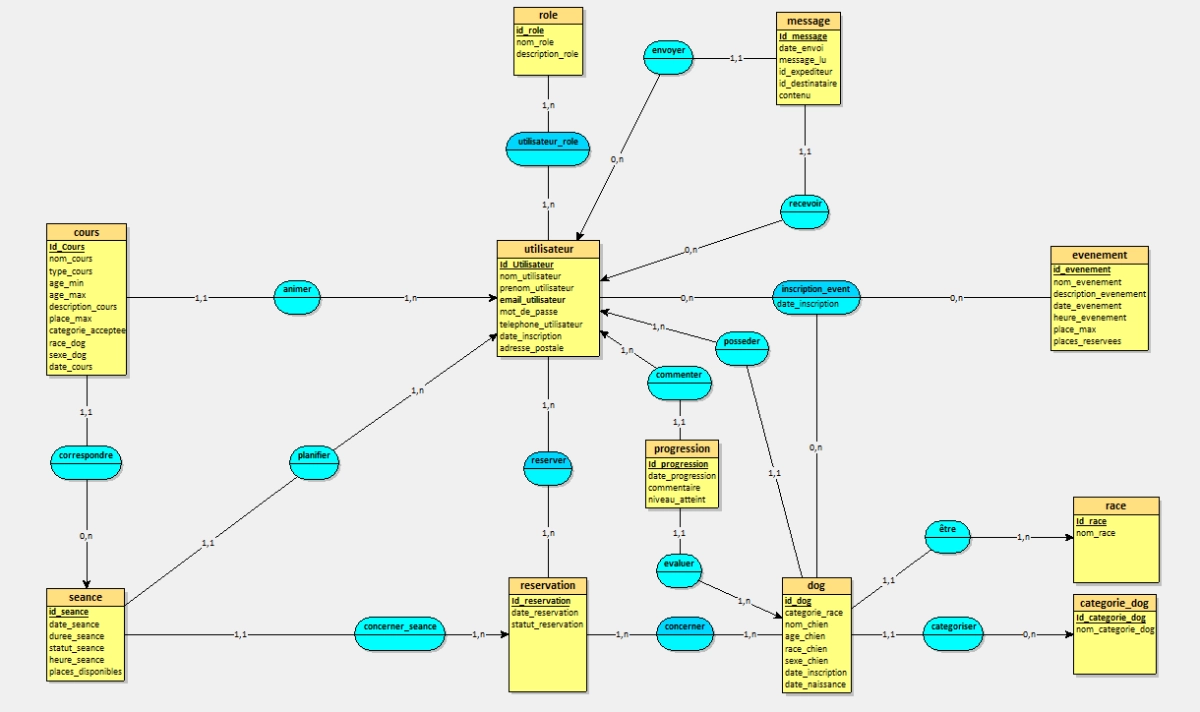 role
id_role
nom_role
description_role
message
Id_message
date_envoi
message_lu
id_expediteur
id_destinataire
contenu
envoyer
1,1
1,n
0,n
utilisateur_role
1,1
1,n
recevoir
0,n
cours
Id_Cours
nom_cours
type_cours
age_min
age_max
description_cours
place_max
categorie_acceptee
race_dog
sexe_dog
date_cours
1,1
animer
1,n
utilisateur
Id_Utilisateur
nom_utilisateur
prenom_utilisateur
email_utilisateur
mot_de_passe
telephone_utilisateur
date_inscription
adresse_postale
0,n
inscription_event
date_inscription
0,n
evenement
id_evenement
nom_evenement
description_evenement
date_evenement
heure_evenement
place_max
places_reservees
1,n
posseder
1,n
commenter
1,n
1,1
1,n
1,1
0,n
correspondre
planifier
reserver
progression
Id_progression
date_progression
commentaire
niveau_atteint
1,1
0,n
1,1
1,n
1,1
evaluer
1,n
race
Id_race
nom_race
être
1,n
1,1
seance
id_seance
date_seance
duree_seance
statut_seance
heure_seance
places_disponibles
1,1
concerner_seance
1,n
reservation
Id_reservation
date_reservation
statut_reservation
1,n
concerner
1,n
dog
id_dog
categorie_race
nom_chien
age_chien
race_chien
sexe_chien
date_inscription
date_naissance
1,1
categoriser
0,n
categorie_dog
Id_categorie_dog
nom_categorie_dog